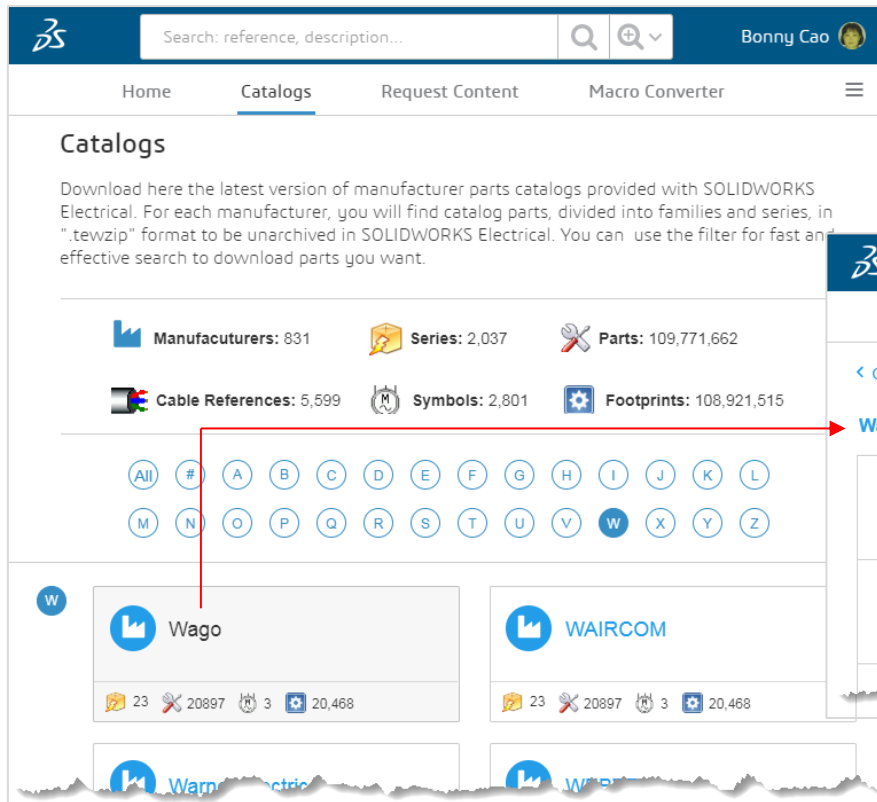 Search: reference, description...
Bonny Cao
Home Catalogs Request Content Macro Converter
Catalogs
Download here the latest version of manufacturer parts catalogs provided with SOLIDWORKS
Electrical. For each manufacturer, you will find catalog parts, divided into families and series, in
".tewzip" format to be unarchived in SOLIDWORKS Electrical. You can use the filter for fast and
effective search to download parts you want.
Manufacuturers: 831 Series: 2,037 Parts: 109,771,662
Cable References: 5,599 M Symbols: 2,801 Footprints: 108,921,515
All # A B C D E F G H I J K L
M N O P Q R S T U V W X Y Z
W
Wago WAIRCOM
23 20897 3 20,468 23 20897 3 20,468